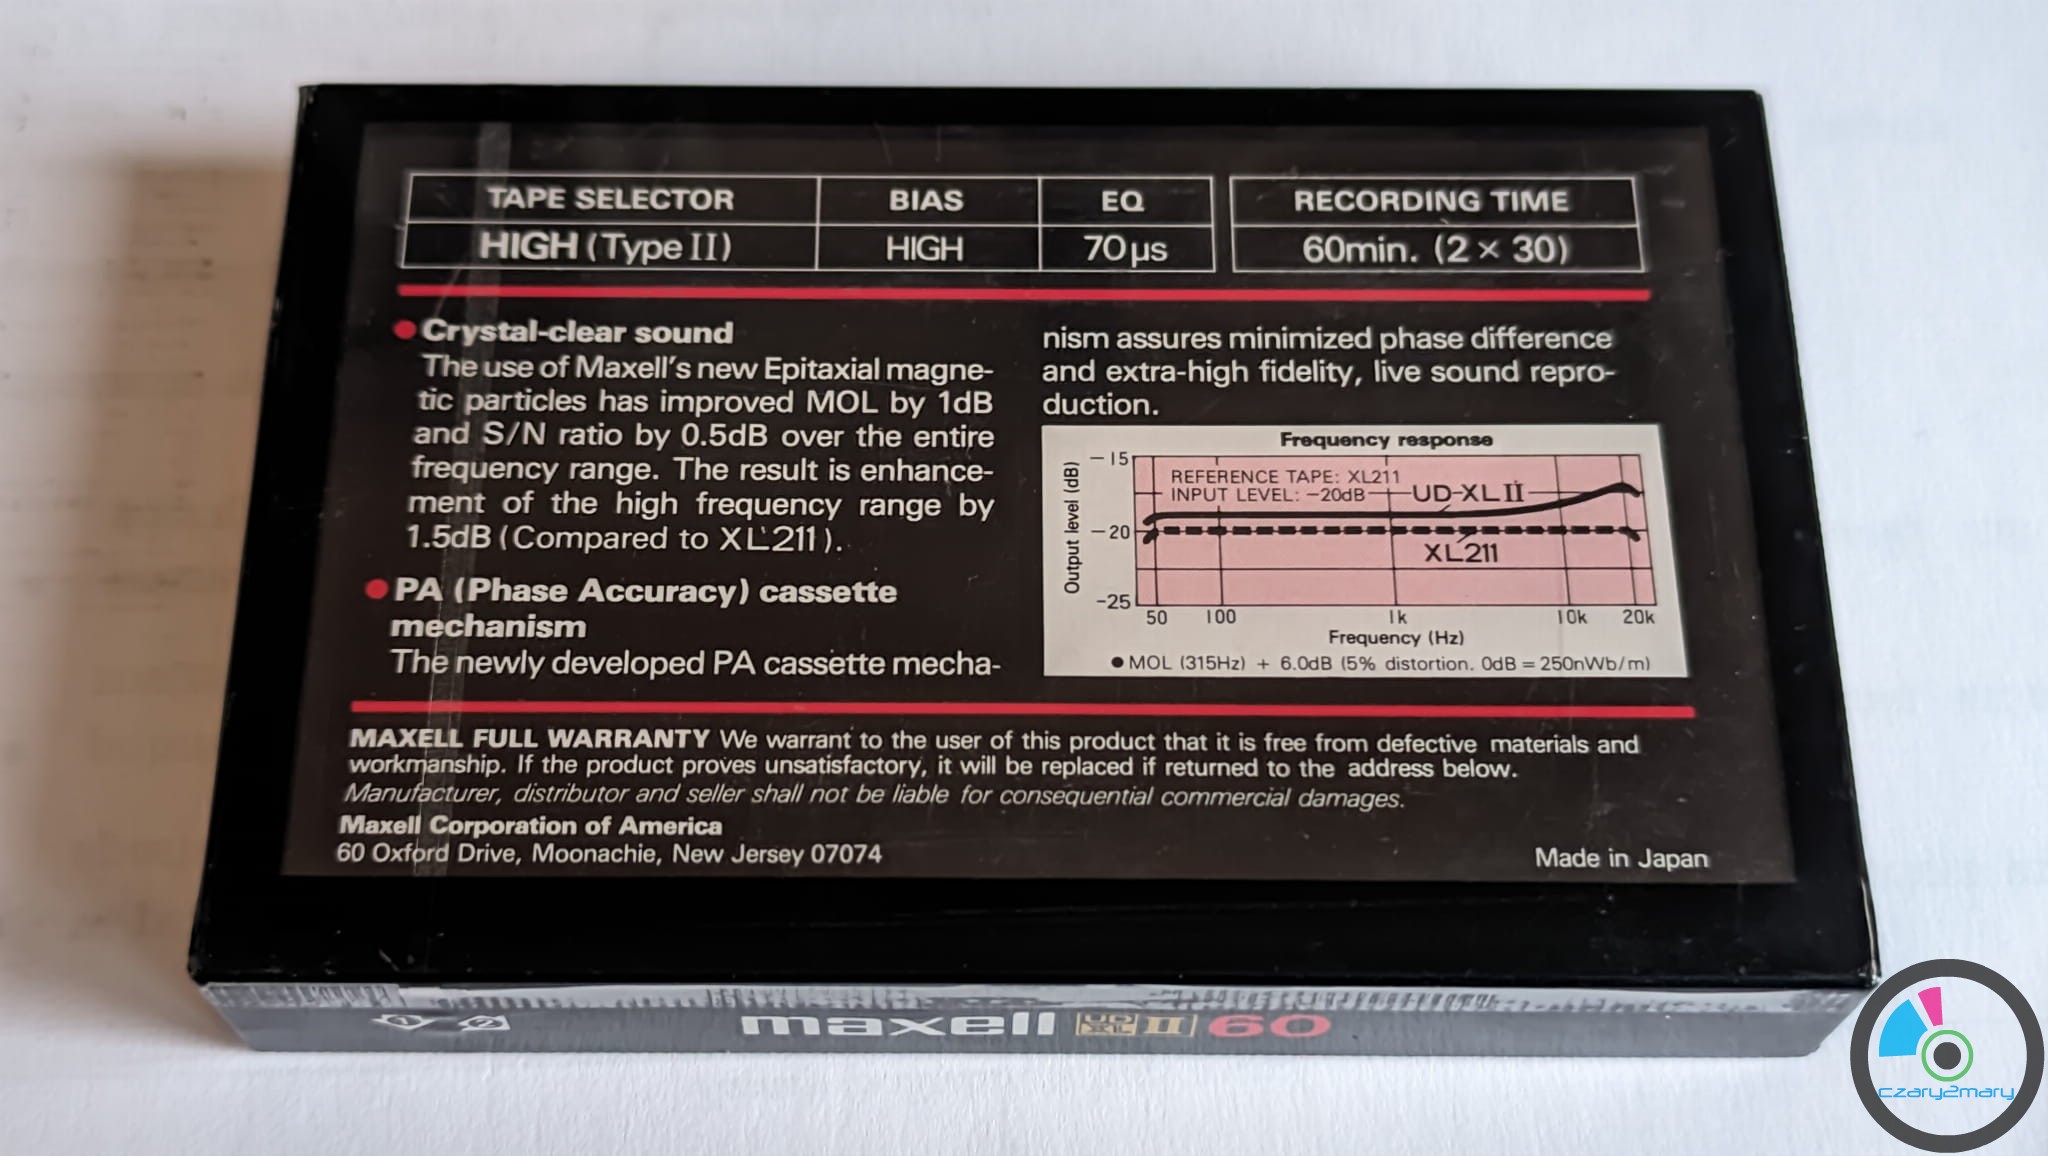 TAPE SELECTOR BIAS EQ RECORDING TIME
HIGH (Type II) HIGH 70µs 60min. (2 × 30)
● Crystal-clear sound
The use of Maxell's new Epitaxial magne-
tic particles has improved MOL by 1dB
and S/N ratio by 0.5dB over the entire
frequency range. The result is enhance-
ment of the high frequency range by
1.5dB (Compared to XL211).
● PA (Phase Accuracy) cassette
mechanism
The newly developed PA cassette mecha-
nism assures minimized phase difference
and extra-high fidelity, live sound repro-
duction.
Frequency response
Output level (dB)
−15
−20
-25
REFERENCE TAPE: XL211
INPUT LEVEL: −20dB
UD-XL II
XL211
50 100 1k 10k 20k
Frequency (Hz)
● MOL (315Hz) + 6.0dB (5% distortion. 0dB = 250nWb/m)
MAXELL FULL WARRANTY We warrant to the user of this product that it is free from defective materials and
workmanship. If the product proves unsatisfactory, it will be replaced if returned to the address below.
Manufacturer, distributor and seller shall not be liable for consequential commercial damages.
Maxell Corporation of America
60 Oxford Drive, Moonachie, New Jersey 07074
Made in Japan
1 2 maxell UD XL II 60
czary2mary